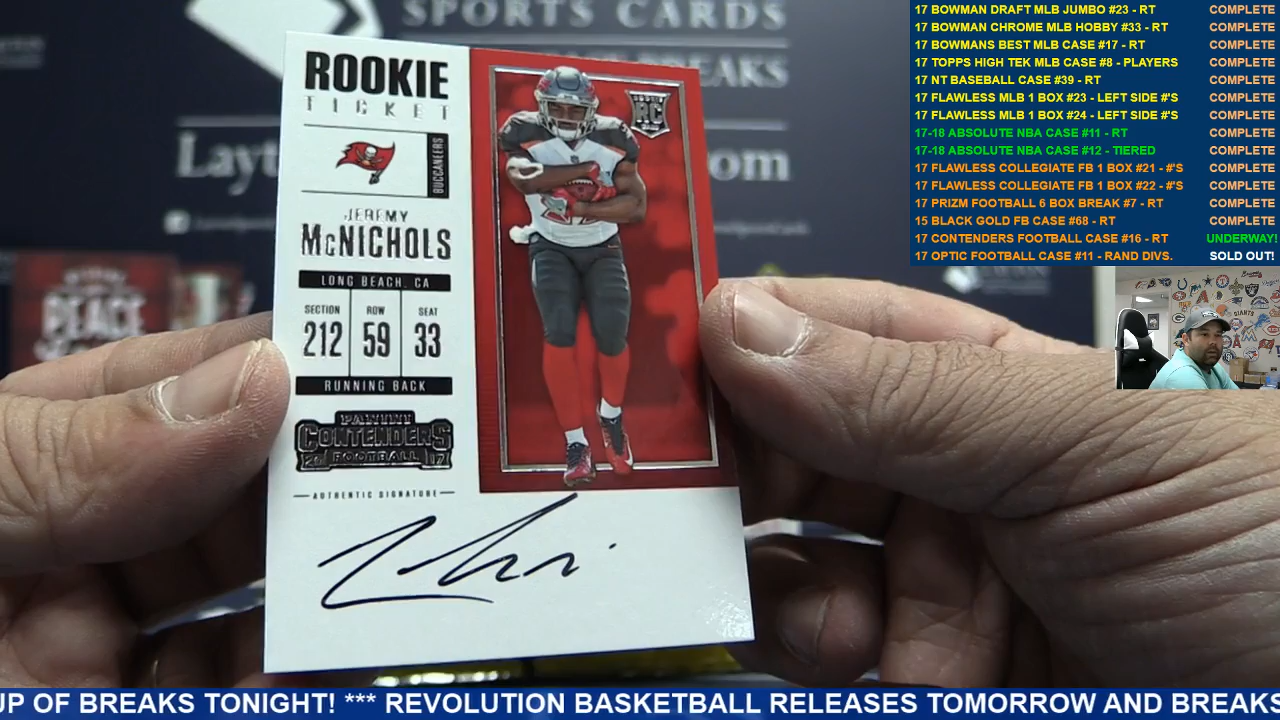 SPORTS CARDS
REAKS
Layt
om
ROOKIE
TICKET
BUCCANEERS
JEREMY
McNICHOLS
LONG BEACH, CA
SECTION ROW SEAT
212 59 33
RUNNING BACK
PANINI
CONTENDERS
20 FOOTBALL 17
AUTHENTIC SIGNATURE
RC
PEACE
17 BOWMAN DRAFT MLB JUMBO #23 - RT COMPLETE
17 BOWMAN CHROME MLB HOBBY #33 - RT COMPLETE
17 BOWMANS BEST MLB CASE #17 - RT COMPLETE
17 TOPPS HIGH TEK MLB CASE #8 - PLAYERS COMPLETE
17 NT BASEBALL CASE #39 - RT COMPLETE
17 FLAWLESS MLB 1 BOX #23 - LEFT SIDE #'S COMPLETE
17 FLAWLESS MLB 1 BOX #24 - LEFT SIDE #'S COMPLETE
17-18 ABSOLUTE NBA CASE #11 - RT COMPLETE
17-18 ABSOLUTE NBA CASE #12 - TIERED COMPLETE
17 FLAWLESS COLLEGIATE FB 1 BOX #21 - #'S COMPLETE
17 FLAWLESS COLLEGIATE FB 1 BOX #22 - #'S COMPLETE
17 PRIZM FOOTBALL 6 BOX BREAK #7 - RT COMPLETE
15 BLACK GOLD FB CASE #68 - RT COMPLETE
17 CONTENDERS FOOTBALL CASE #16 - RT UNDERWAY!
17 OPTIC FOOTBALL CASE #11 - RAND DIVS. SOLD OUT!
UP OF BREAKS TONIGHT! *** REVOLUTION BASKETBALL RELEASES TOMORROW AND BREAKS